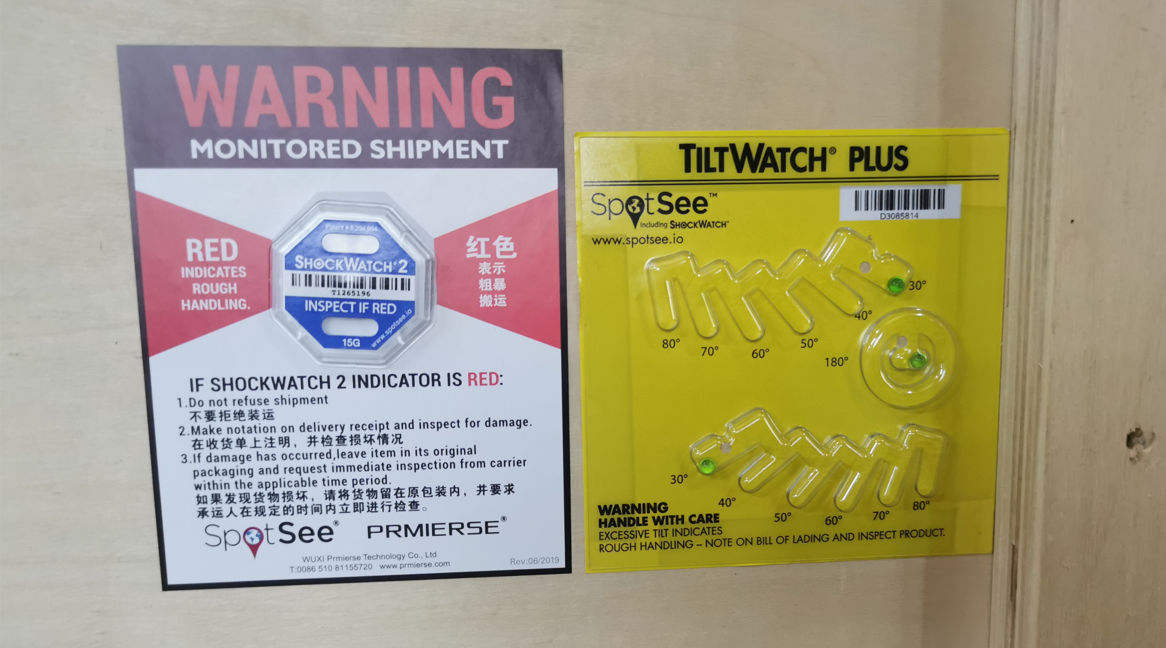 WARNING
MONITORED SHIPMENT
RED
INDICATES
ROUGH
HANDLING.
SHOCKWATCH®2
T1265196
INSPECT IF RED
www.spotsee.io
15G
红色
表示
粗暴
搬运
IF SHOCKWATCH 2 INDICATOR IS RED:
1.Do not refuse shipment
不要拒绝装运
2.Make notation on delivery receipt and inspect for damage.
在收货单上注明，并检查损坏情况
3.If damage has occurred,leave item in its original
packaging and request immediate inspection from carrier
within the applicable time period.
如果发现货物损坏，请将货物留在原包装内，并要求
承运人在规定的时间内立即进行检查。
SpotSee® PRMIERSE®
WUXI Prmierse Technology Co., Ltd
T:0086 510 81155720 www.prmierse.com
Rev:06/2019
TILTWATCH® PLUS
SpotSee™
including SHOCKWATCH™
www.spotsee.io
D3085814
30°
40°
80°
70°
60°
50°
180°
30°
40°
50°
60°
70°
80°
WARNING
HANDLE WITH CARE
EXCESSIVE TILT INDICATES
ROUGH HANDLING – NOTE ON BILL OF LADING AND INSPECT PRODUCT.